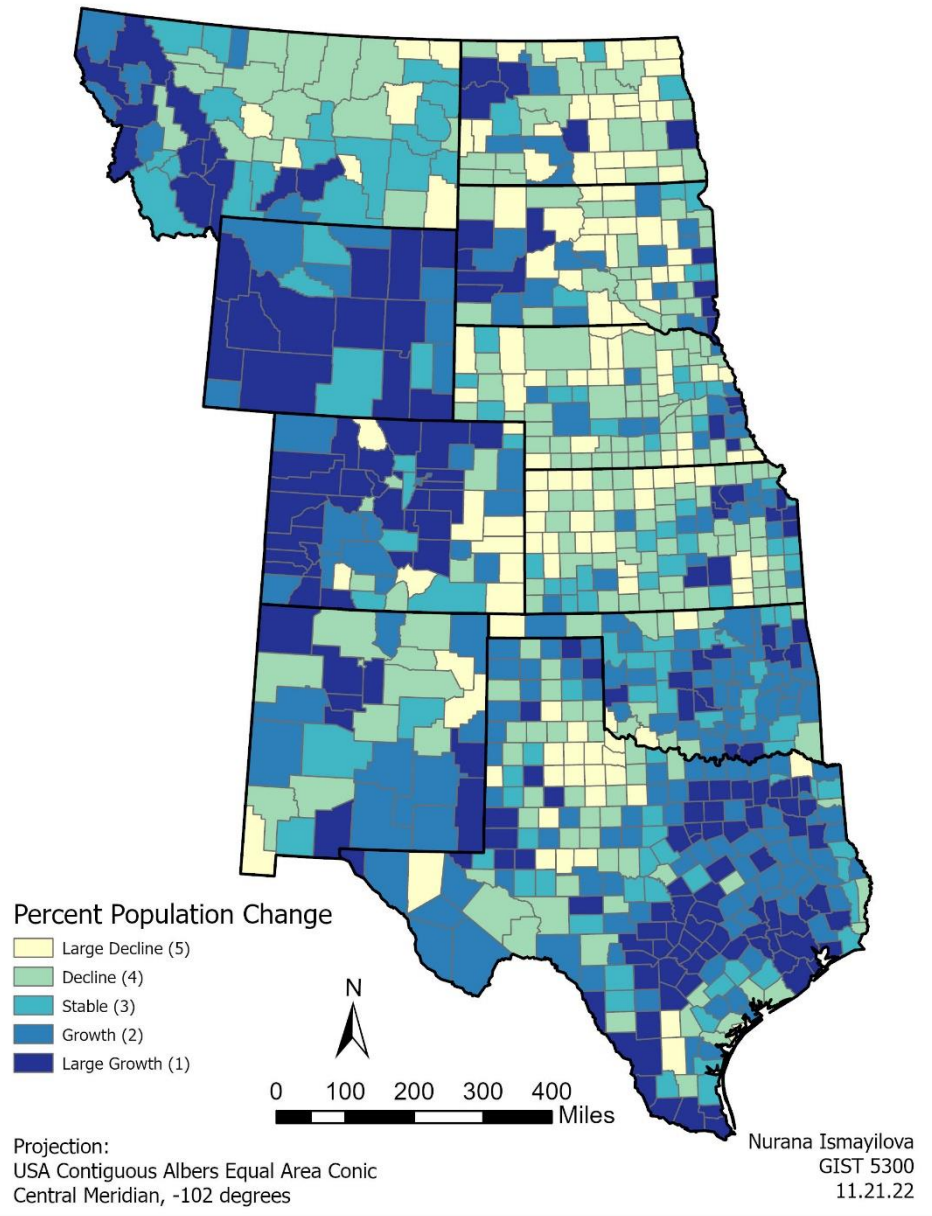 Percent Population Change
Large Decline (5)
Decline (4)
Stable (3)
Growth (2)
Large Growth (1)
N
0 100 200 300 400
Miles
Projection:
USA Contiguous Albers Equal Area Conic
Central Meridian, -102 degrees
Nurana Ismayilova
GIST 5300
11.21.22